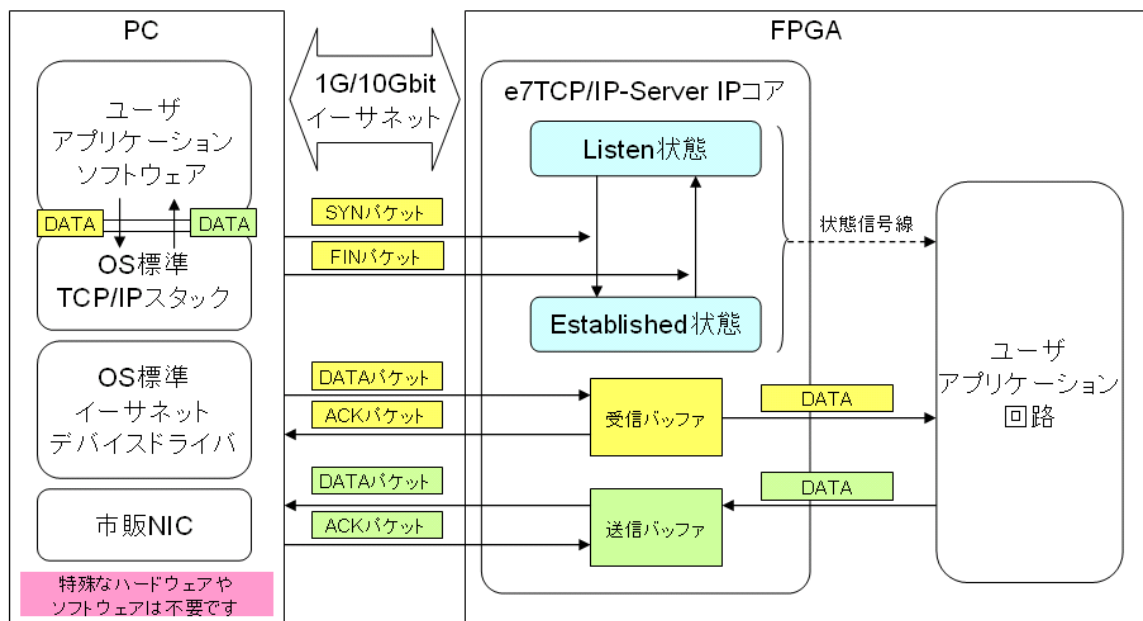 PC
ユーザ
アプリケーション
ソフトウェア
DATA
DATA
OS標準
TCP/IPスタック
OS標準
イーサネット
デバイスドライバ
市販NIC
特殊なハードウェアや
ソフトウェアは不要です
1G/10Gbit
イーサネット
SYNパケット
FINパケット
DATAパケット
ACKパケット
DATAパケット
ACKパケット
FPGA
e7TCP/IP-Server IPコア
Listen状態
Established状態
受信バッファ
送信バッファ
状態信号線
DATA
DATA
ユーザ
アプリケーション
回路